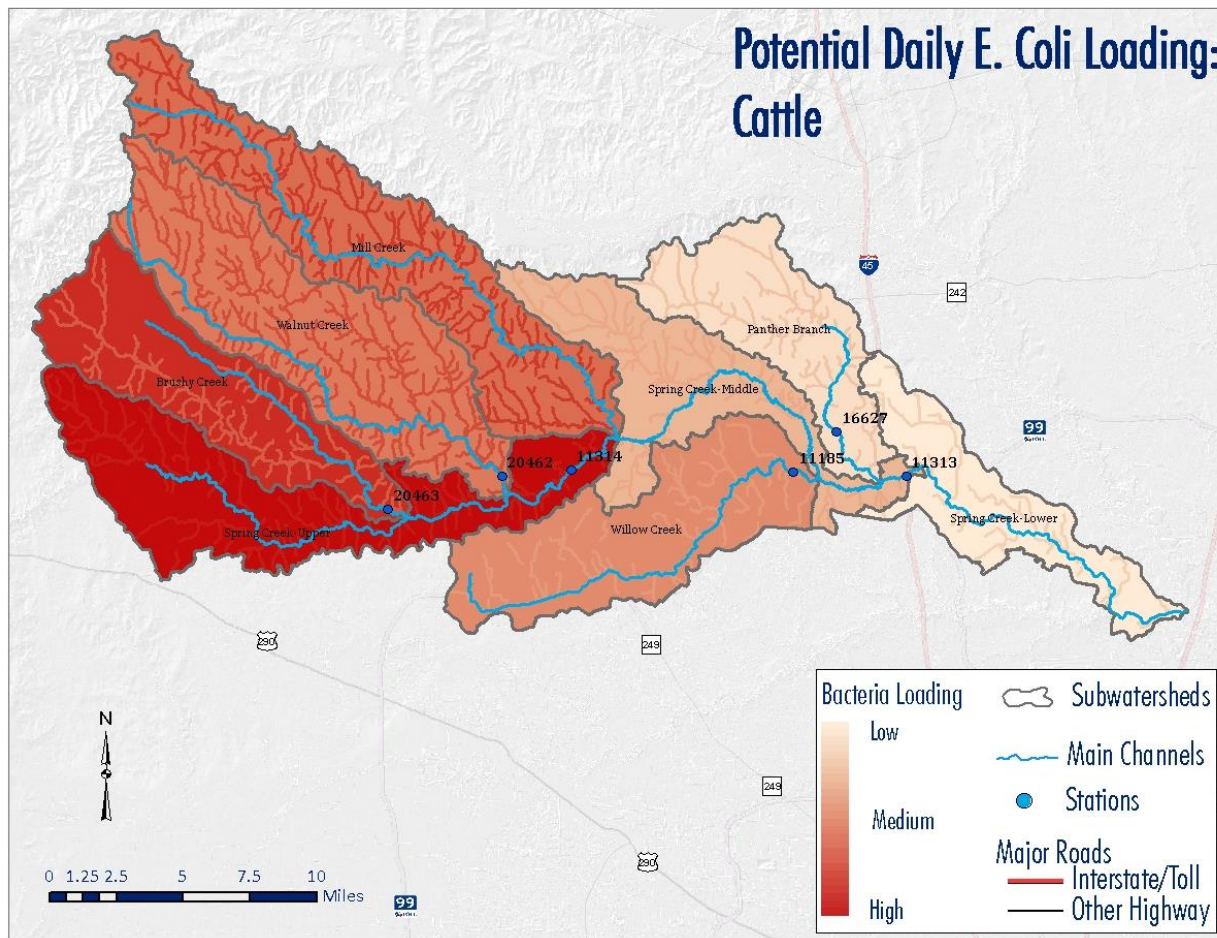 Potential Daily E. Coli Loading:
Cattle
Mill Creek
45
242
Walnut Creek
Panther Branch
Brushy Creek
Spring Creek-Middle
99
16627
20462
11314
11185
11313
20463
Spring Creek-Upper
Willow Creek
Spring Creek-Lower
290
249
Bacteria Loading
Low
Medium
High
Subwatersheds
Main Channels
Stations
Major Roads
Interstate/Toll
Other Highway
N
249
290
0 1.25 2.5 5 7.5 10
Miles
99